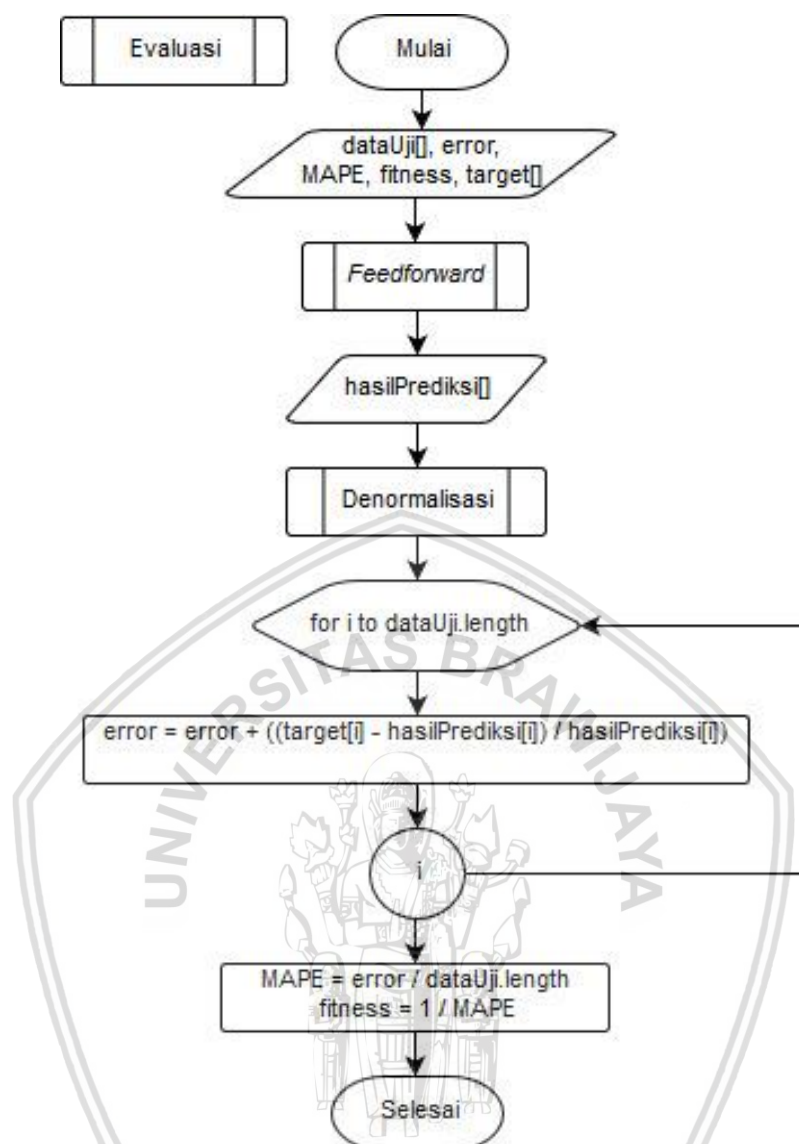 Evaluasi
Mulai
dataUji[], error,
MAPE, fitness, target[]
Feedforward
hasilPrediksi[]
Denormalisasi
for i to dataUji.length
error = error + ((target[i] - hasilPrediksi[i]) / hasilPrediksi[i])
i
MAPE = error / dataUji.length
fitness = 1 / MAPE
Selesai
UNIVERSITAS BRAWIJAYA